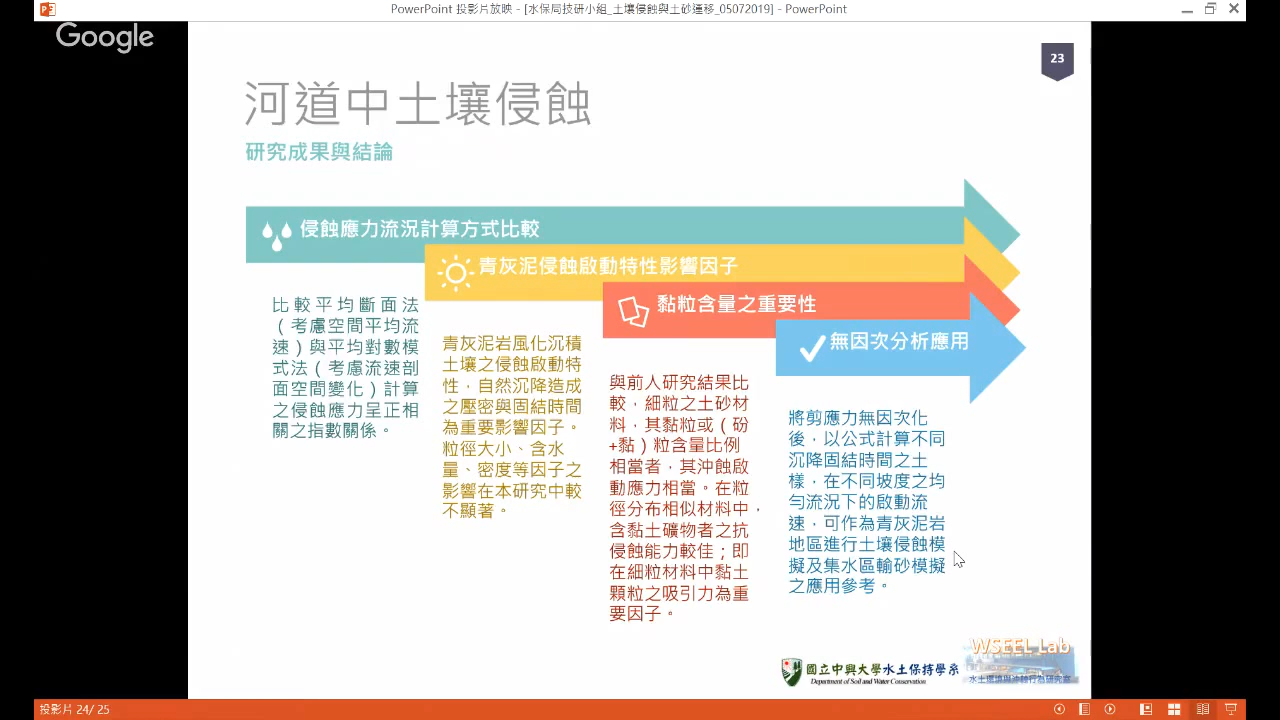 PowerPoint 投影片放映 - [水保局技研小組_土壤侵蝕與土砂運移_05072019] - PowerPoint
Google
23
河道中土壤侵蝕
研究成果與結論
侵蝕應力流況計算方式比較
青灰泥侵蝕啟動特性影響因子
黏粒含量之重要性
無因次分析應用
比較平均斷面法
（考慮空間平均流
速）與平均對數模
式法（考慮流速剖
面空間變化）計算
之侵蝕應力呈正相
關之指數關係。
青灰泥岩風化沉積
土壤之侵蝕啟動特
性，自然沉降造成
之壓密與固結時間
為重要影響因子。
粒徑大小、含水
量、密度等因子之
影響在本研究中較
不顯著。
與前人研究結果比
較，細粒之土砂材
料，其黏粒或（砏
+黏）粒含量比例
相當者，其沖蝕啟
動應力相當。在粒
徑分布相似材料中，
含黏土礦物者之抗
侵蝕能力較佳；即
在細粒材料中黏土
顆粒之吸引力為重
要因子。
將剪應力無因次化
後，以公式計算不同
沉降固結時間之土
樣，在不同坡度之均
勻流況下的啟動流
速，可作為青灰泥岩
地區進行土壤侵蝕模
擬及集水區輸砂模擬
之應用參考。
國立中興大學水土保持學系
Department of Soil and Water Conservation
WSEEL Lab
投影片 24/ 25